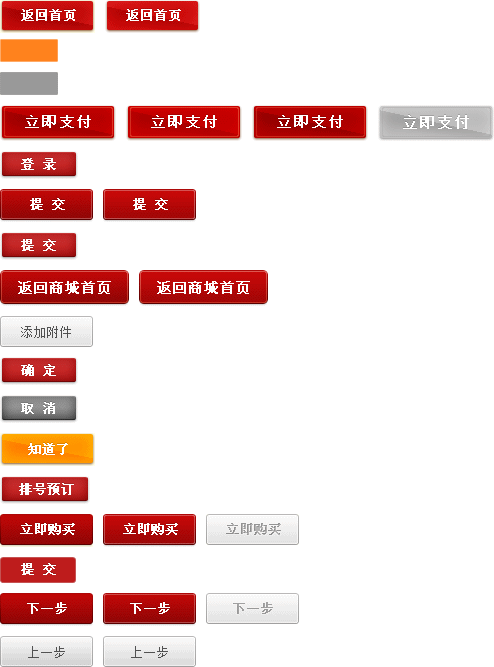 返回首页 返回首页
立即支付 立即支付 立即支付 立即支付
登 录
提 交 提 交
提 交
返回商城首页 返回商城首页
添加附件
确 定
取 消
知道了
排号预订
立即购买 立即购买 立即购买
提 交
下一步 下一步 下一步
上一步 上一步